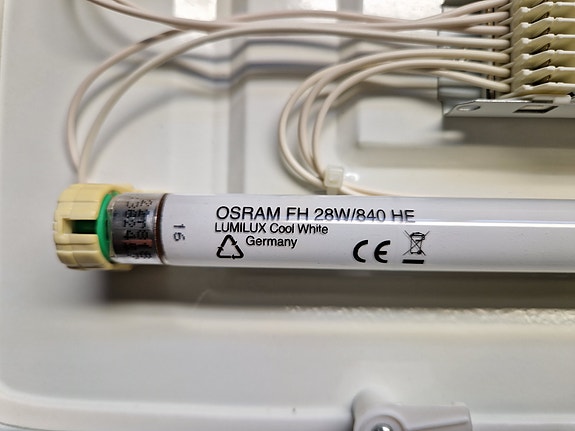 OSRAM FH 28W/840 HE
LUMILUX Cool White
Germany
CE
16